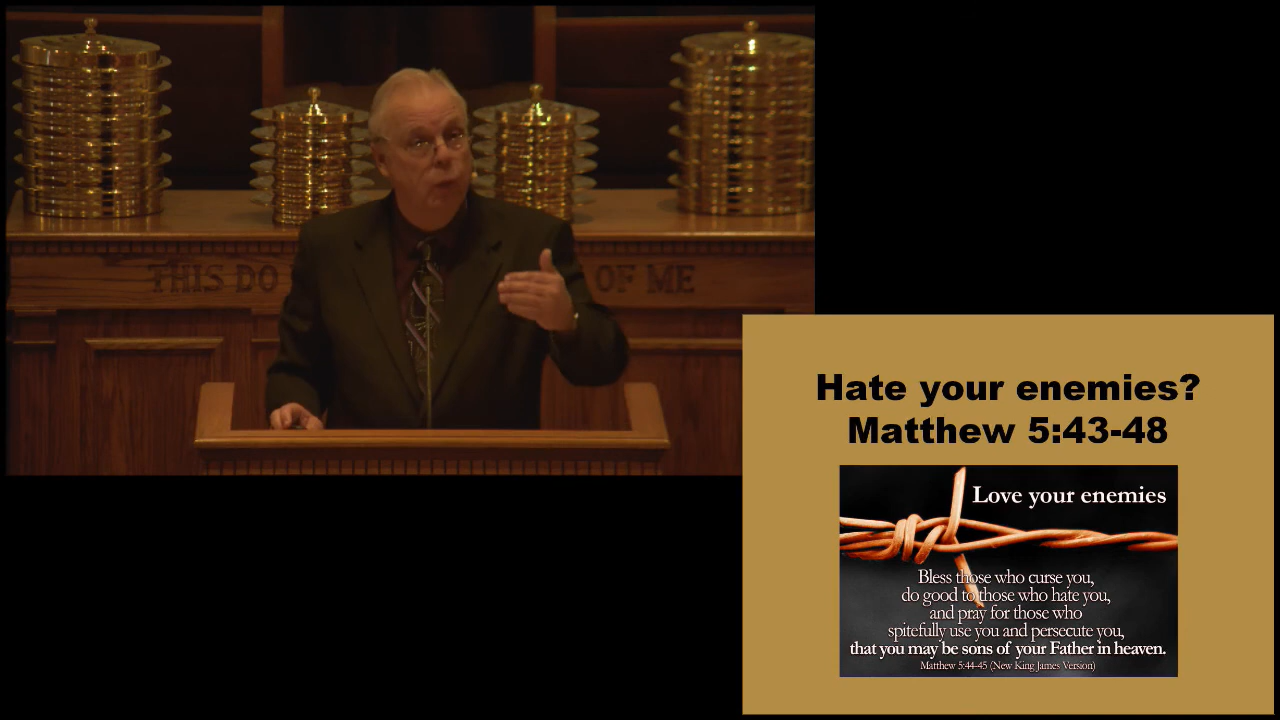 THIS DO OF ME
Hate your enemies?
Matthew 5:43-48
Love your enemies
Bless those who curse you,
do good to those who hate you,
and pray for those who
spitefully use you and persecute you,
that you may be sons of your Father in heaven.
Matthew 5:44-45 (New King James Version)